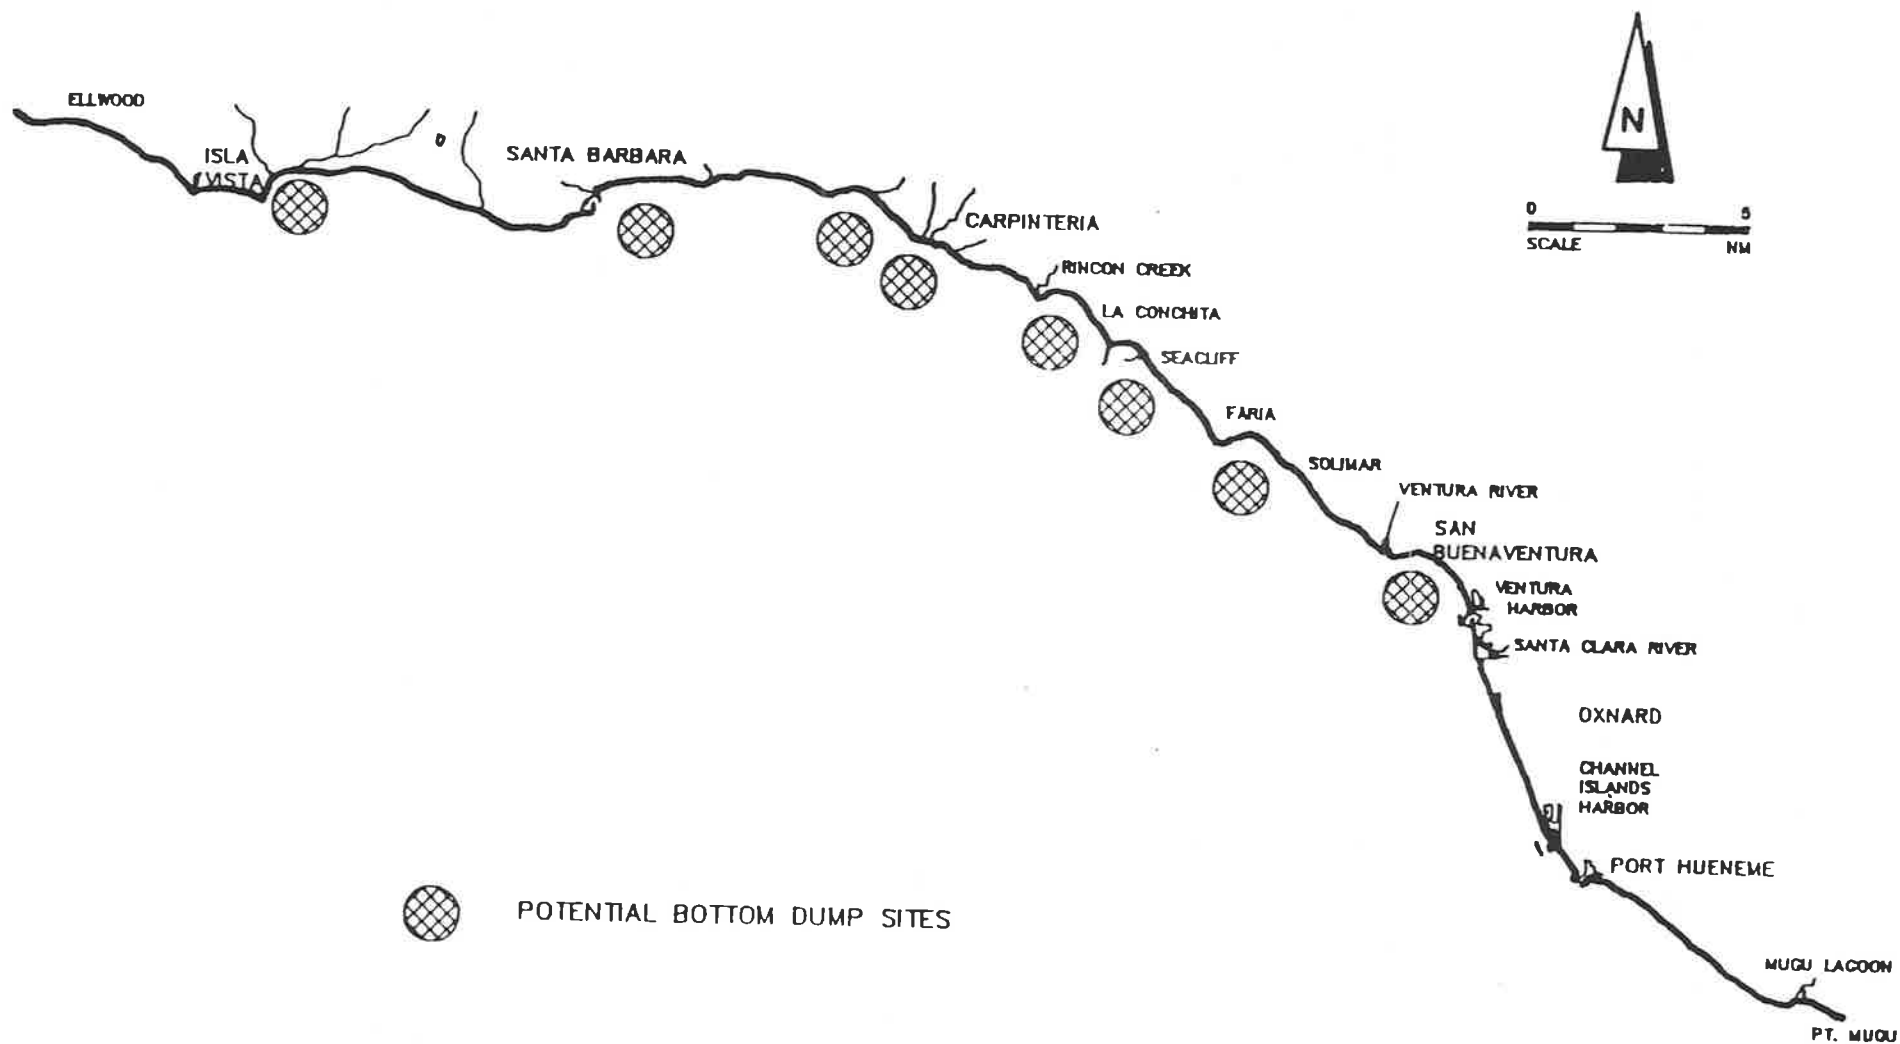 ELLWOOD
ISLA
VISTA
SANTA BARBARA
CARPINTERIA
RINCON CREEK
LA CONCHITA
SEACLIFF
FARIA
SOLIMAR
VENTURA RIVER
SAN
BUENAVENTURA
VENTURA
HARBOR
SANTA CLARA RIVER
OXNARD
CHANNEL
ISLANDS
HARBOR
PORT HUENEME
MUGU LAGOON
PT. MUGU
N
0 5
SCALE NM
POTENTIAL BOTTOM DUMP SITES